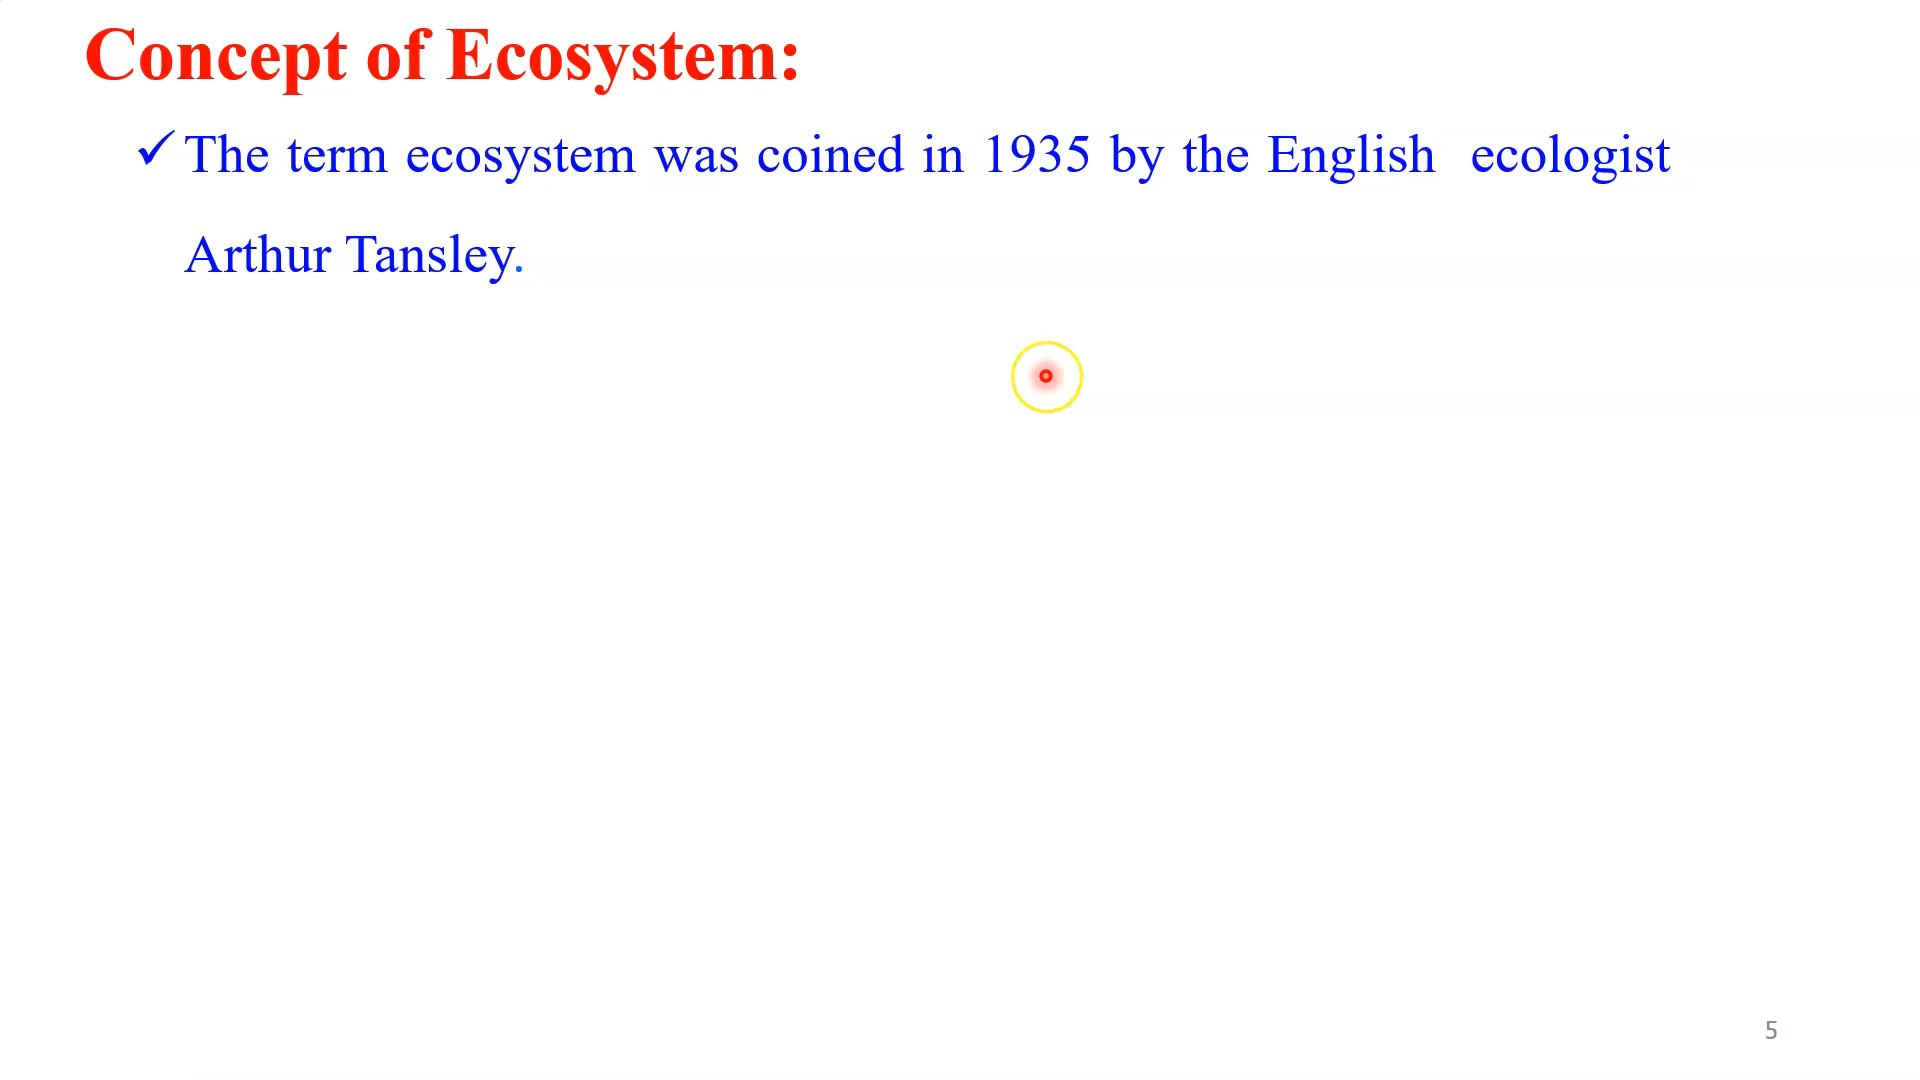 Concept of Ecosystem:
✓ The term ecosystem was coined in 1935 by the English  ecologist
Arthur Tansley.
5